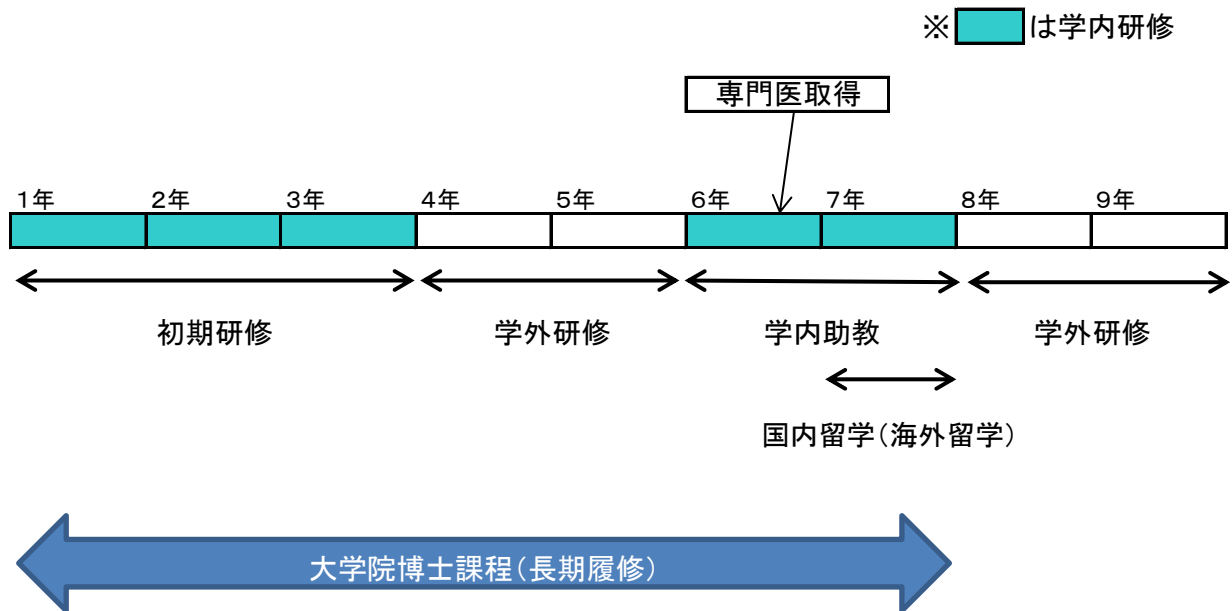 ※ は学内研修
専門医取得
1年 2年 3年 4年 5年 6年 7年 8年 9年
初期研修 学外研修 学内助教 学外研修
国内留学(海外留学)
大学院博士課程(長期履修)